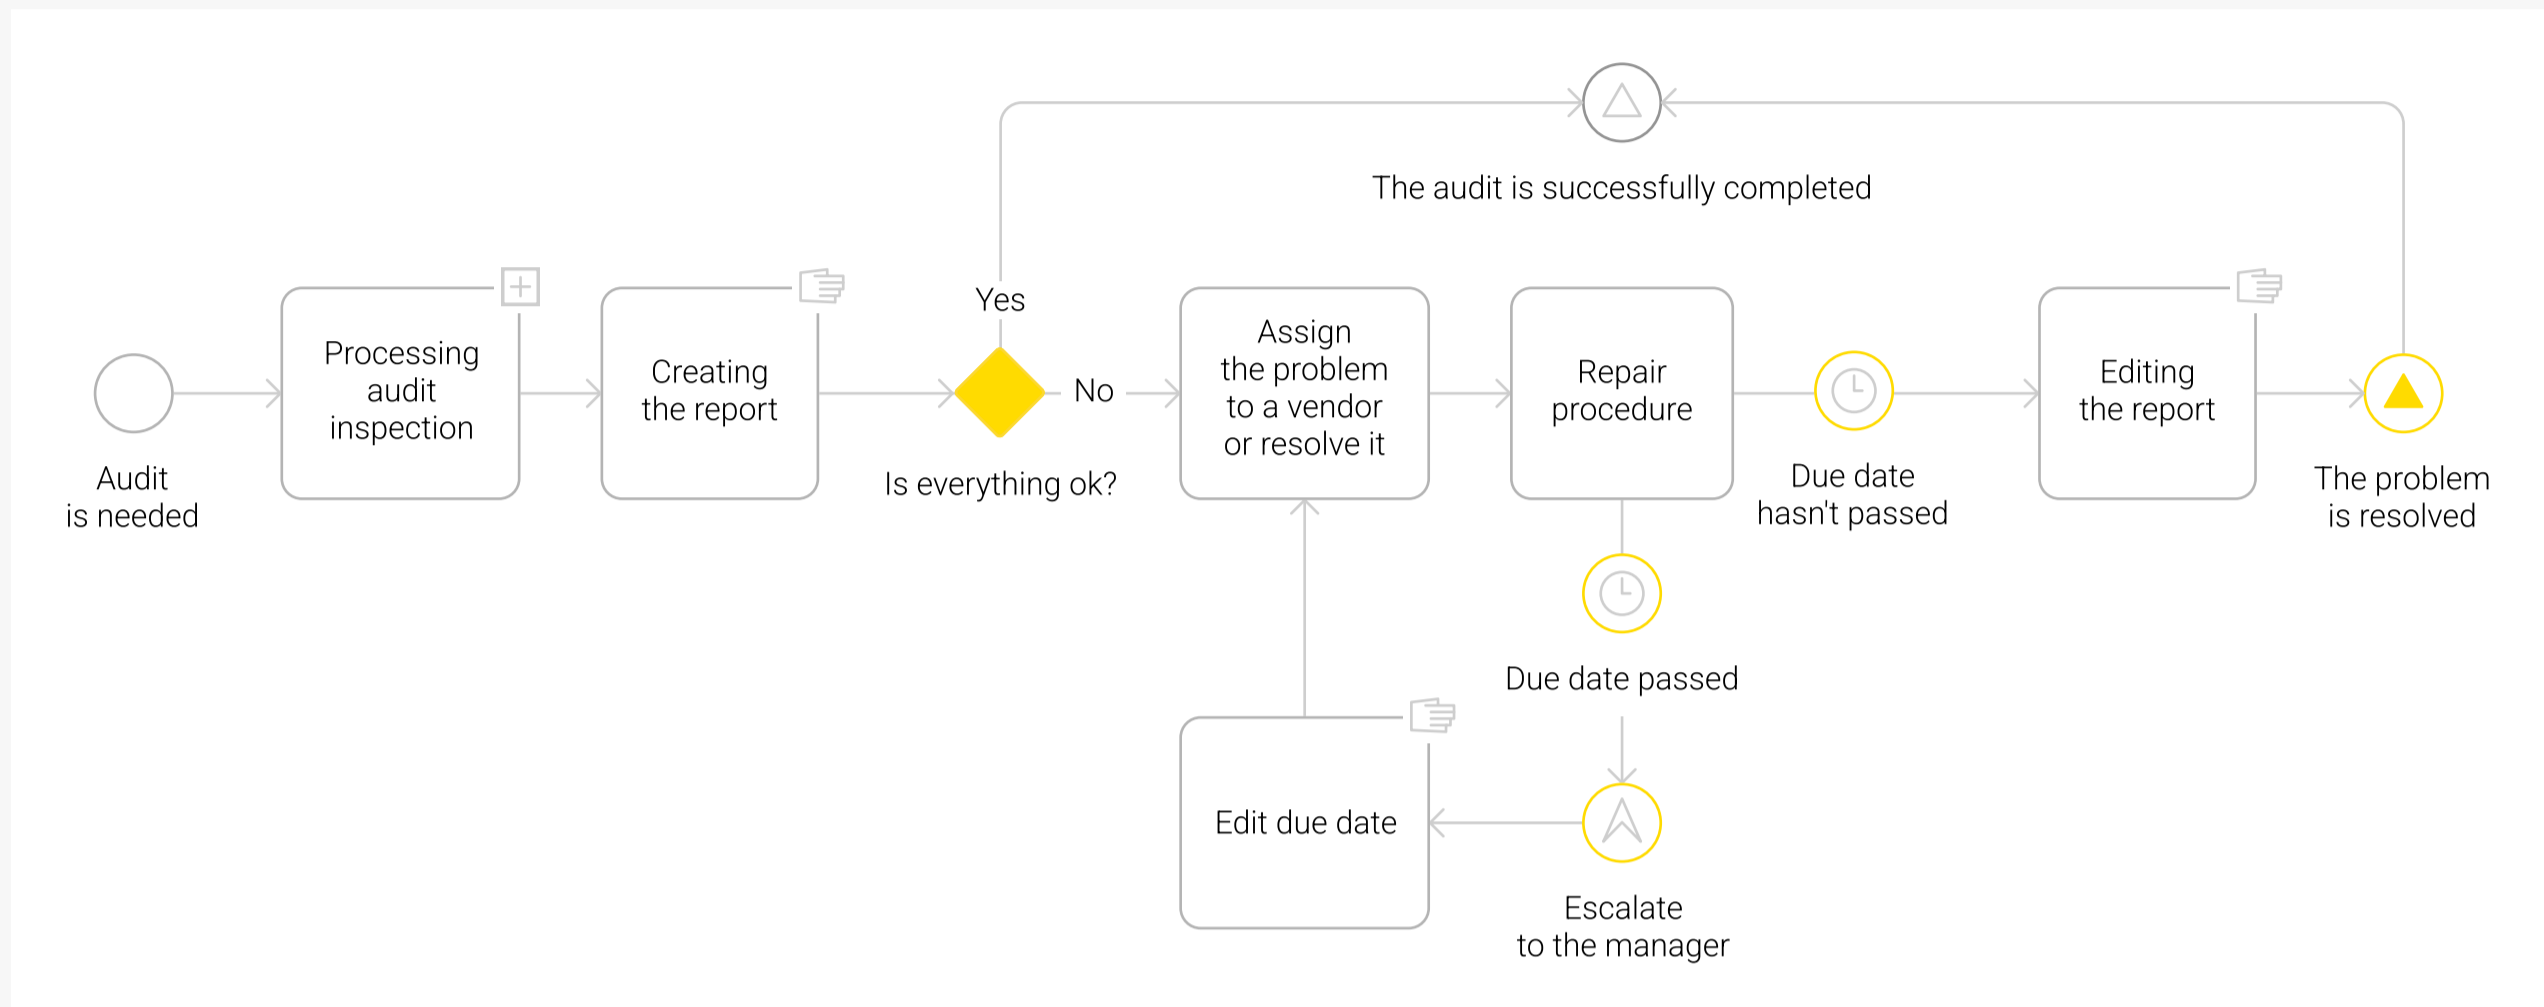 The audit is successfully completed
Yes
Audit
is needed
Processing
audit
inspection
Creating
the report
Is everything ok?
No
Assign
the problem
to a vendor
or resolve it
Repair
procedure
Due date
hasn't passed
Editing
the report
The problem
is resolved
Due date passed
Edit due date
Escalate
to the manager